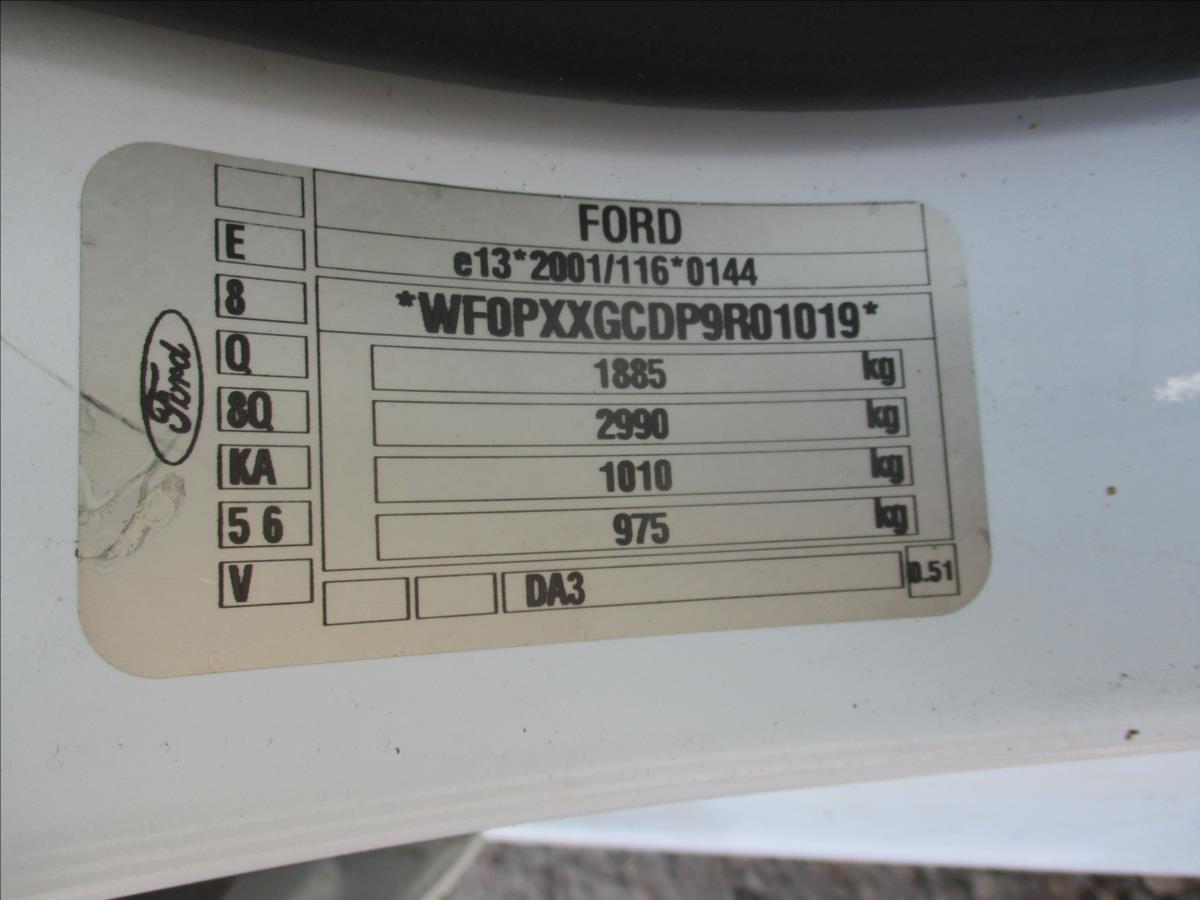 FORD
e13*2001/116*0144
*WF0PXXGCDP9R01019*
1885 kg
2990 kg
1010 kg
975 kg
DA3
0.51
E
8
Q
8Q
KA
5 6
V
Ford